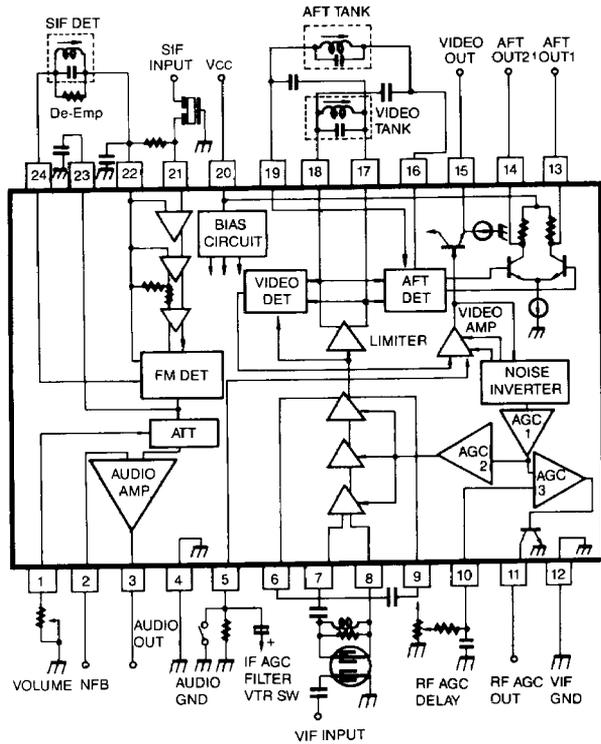 SIF DET
De-Emp
SIF
INPUT
VCC
AFT TANK
VIDEO
TANK
VIDEO
OUT
AFT
OUT2
AFT
OUT1
24
23
22
21
20
19
18
17
16
15
14
13
BIAS
CIRCUIT
VIDEO
DET
AFT
DET
LIMITER
VIDEO
AMP
NOISE
INVERTER
FM DET
ATT
AUDIO
AMP
AGC
1
AGC
2
AGC
3
1
2
3
4
5
6
7
8
9
10
11
12
VOLUME
NFB
AUDIO
OUT
AUDIO
GND
+
IF AGC
FILTER
VTR SW
VIF INPUT
RF AGC
DELAY
RF AGC
OUT
VIF
GND